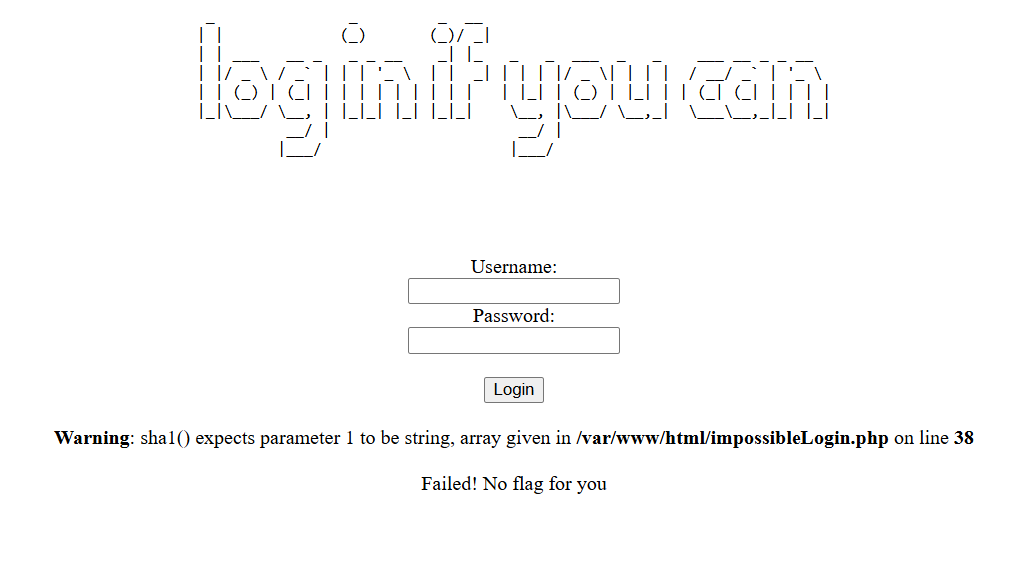 login if you can
Username:
Password:
Login
Warning: sha1() expects parameter 1 to be string, array given in /var/www/html/impossibleLogin.php on line 38
Failed! No flag for you